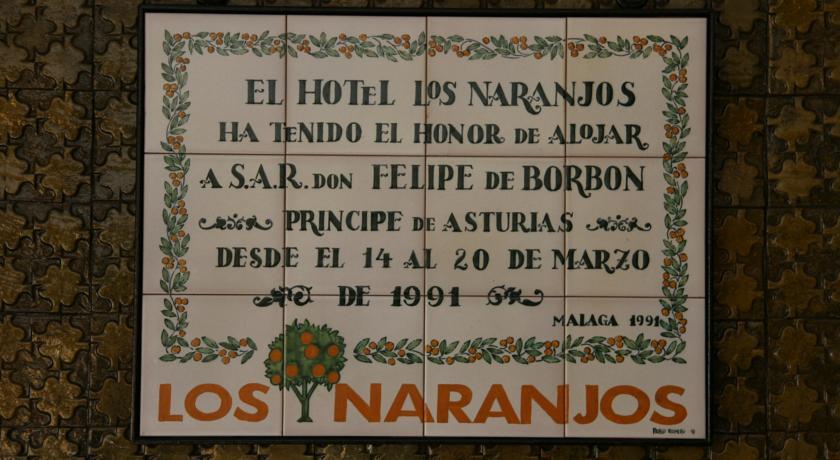 EL HOTEL LOS NARANJOS
HA TENIDO EL HONOR DE ALOJAR
A S.A.R. DON FELIPE DE BORBON
PRINCIPE DE ASTURIAS
DESDE EL 14 AL 20 DE MARZO
DE 1991
MALAGA 1991
LOS NARANJOS